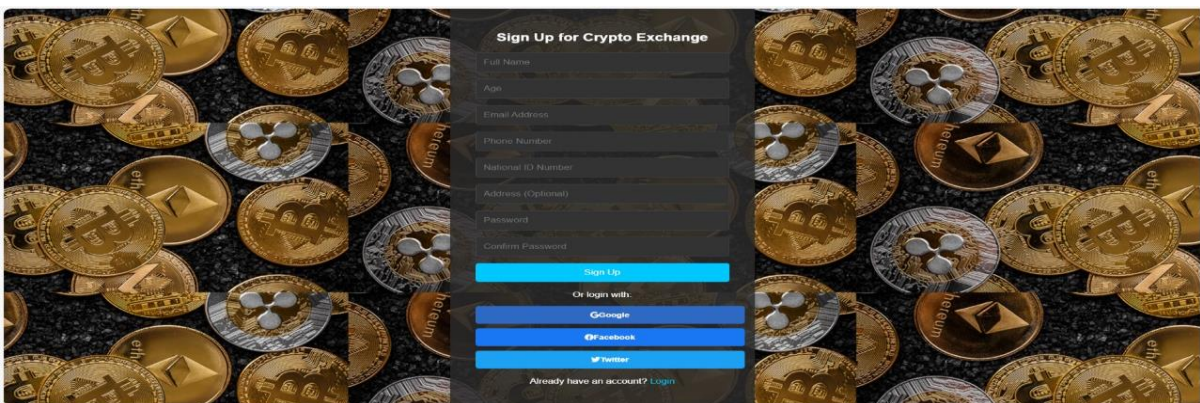 Sign Up for Crypto Exchange
Full Name
Age
Email Address
Phone Number
National ID Number
Address (Optional)
Password
Confirm Password
Sign Up
Or login with:
Google
Facebook
Twitter
Already have an account? Login